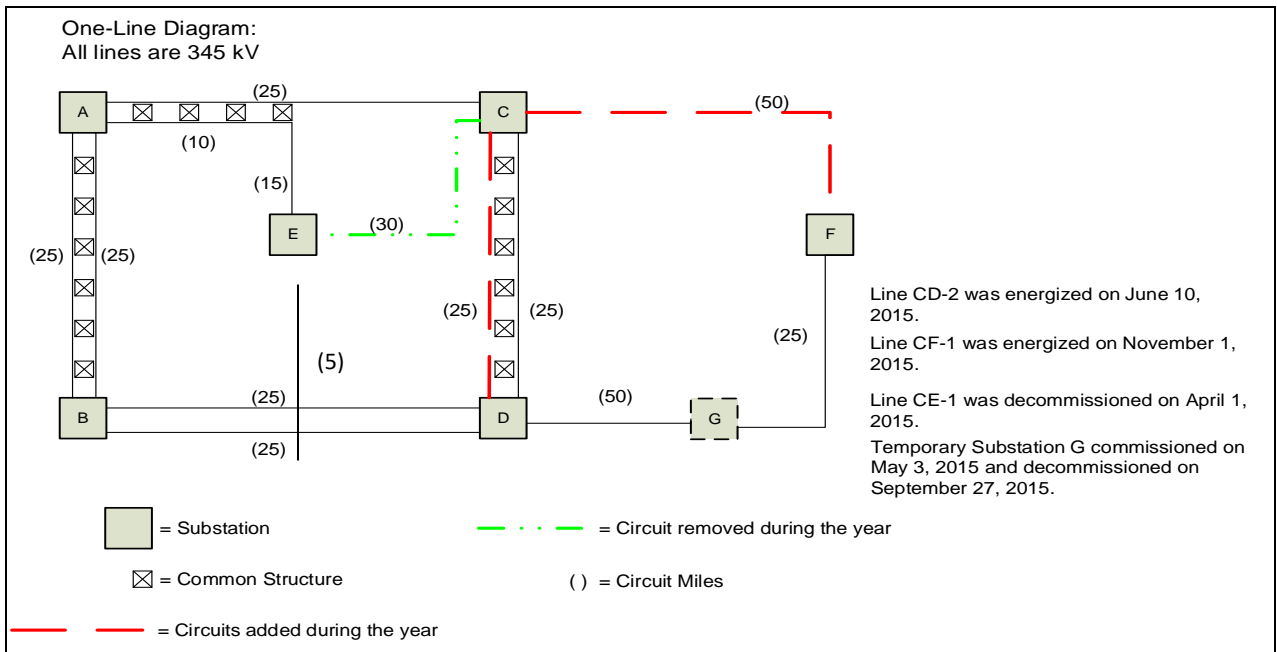 One-Line Diagram:
All lines are 345 kV
(25)
(50)
A
C
(10)
(15)
E
(30)
F
(25)
(25)
(25)
(25)
(25)
(5)
(25)
(50)
B
D
G
(25)
Line CD-2 was energized on June 10,
2015.
Line CF-1 was energized on November 1,
2015.
Line CE-1 was decommissioned on April 1,
2015.
Temporary Substation G commissioned on
May 3, 2015 and decommissioned on
September 27, 2015.
= Substation
= Circuit removed during the year
= Common Structure
( ) = Circuit Miles
= Circuits added during the year